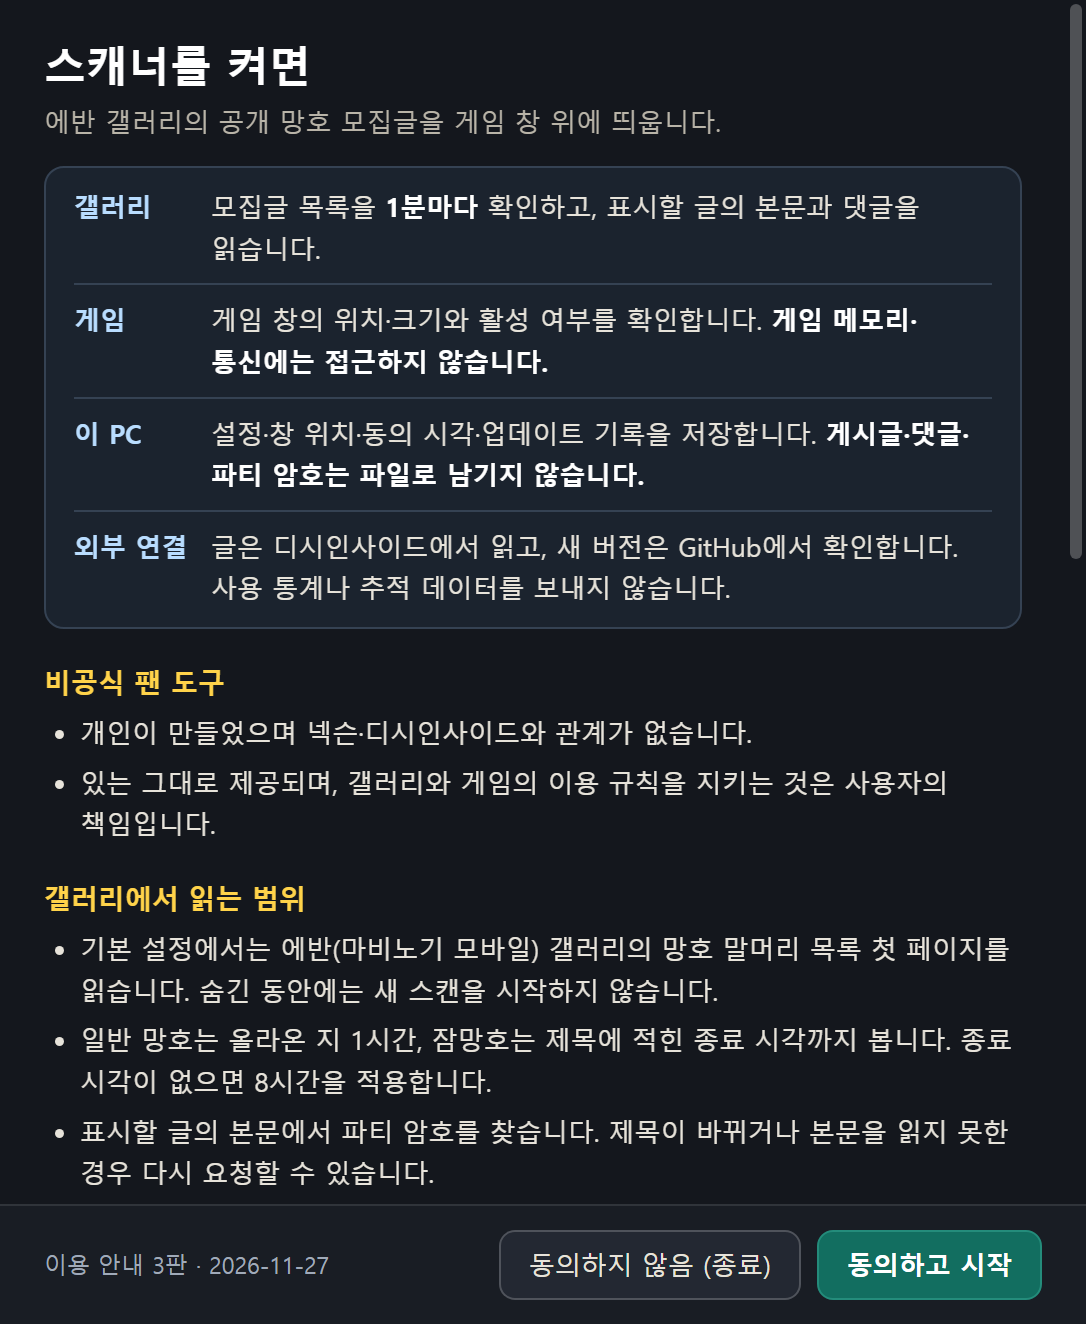 스캐너를 켜면
에반 갤러리의 공개 망호 모집글을 게임 창 위에 띄웁니다.
갤러리 모집글 목록을 1분마다 확인하고, 표시할 글의 본문과 댓글을
읽습니다.
게임 게임 창의 위치·크기와 활성 여부를 확인합니다. 게임 메모리·
통신에는 접근하지 않습니다.
이 PC 설정·창 위치·동의 시각·업데이트 기록을 저장합니다. 게시글·댓글·
파티 암호는 파일로 남기지 않습니다.
외부 연결 글은 디시인사이드에서 읽고, 새 버전은 GitHub에서 확인합니다.
사용 통계나 추적 데이터를 보내지 않습니다.
비공식 팬 도구
• 개인이 만들었으며 넥슨·디시인사이드와 관계가 없습니다.
• 있는 그대로 제공되며, 갤러리와 게임의 이용 규칙을 지키는 것은 사용자의
책임입니다.
갤러리에서 읽는 범위
• 기본 설정에서는 에반(마비노기 모바일) 갤러리의 망호 말머리 목록 첫 페이지를
읽습니다. 숨긴 동안에는 새 스캔을 시작하지 않습니다.
• 일반 망호는 올라온 지 1시간, 잠망호는 제목에 적힌 종료 시각까지 봅니다. 종료
시각이 없으면 8시간을 적용합니다.
• 표시할 글의 본문에서 파티 암호를 찾습니다. 제목이 바뀌거나 본문을 읽지 못한
경우 다시 요청할 수 있습니다.
이용 안내 3판 · 2026-11-27
동의하지 않음 (종료)
동의하고 시작